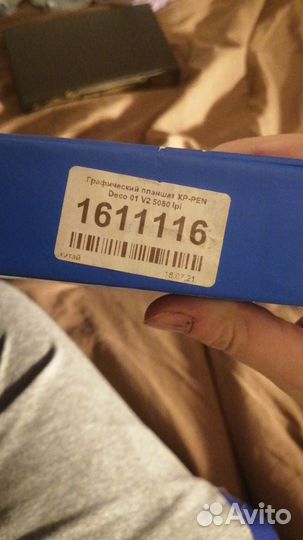 Графический планшет XP-PEN
Deco 01 V2 5080 lpi
1611116
китай
18.07.21
Avito